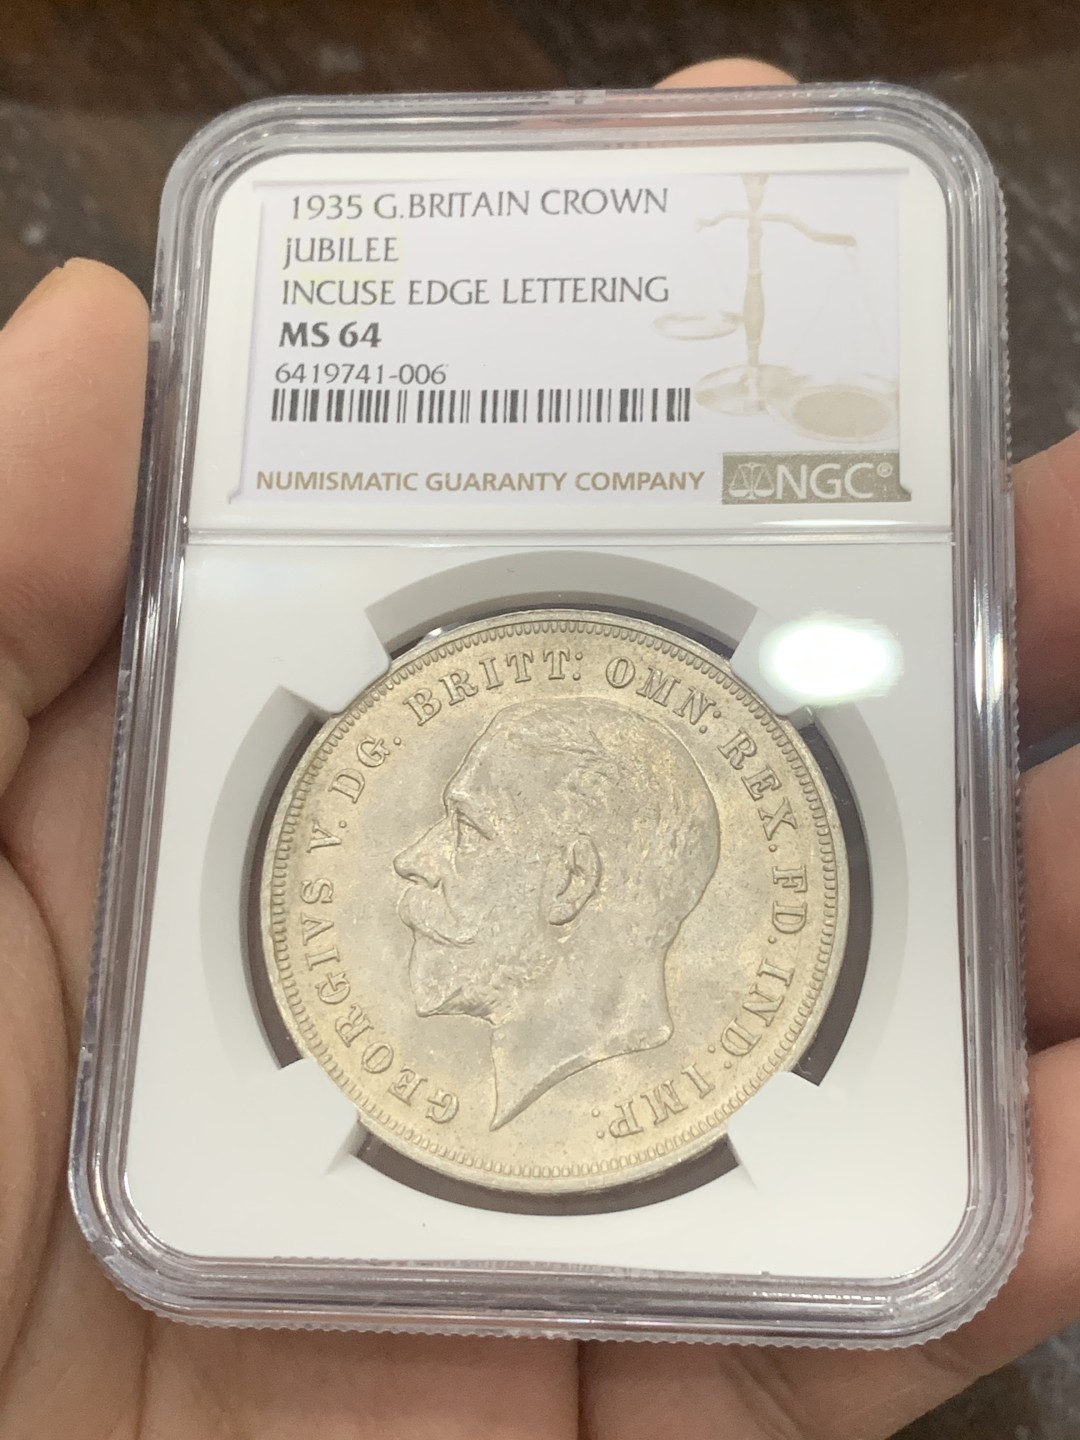 1935 G.BRITAIN CROWN
jUBILEE
INCUSE EDGE LETTERING
MS 64
6419741-006
NUMISMATIC GUARANTY COMPANY
NGC®
GEORGIVS V. DG. BRITT: OMN: REX. FD. IND: IMP: